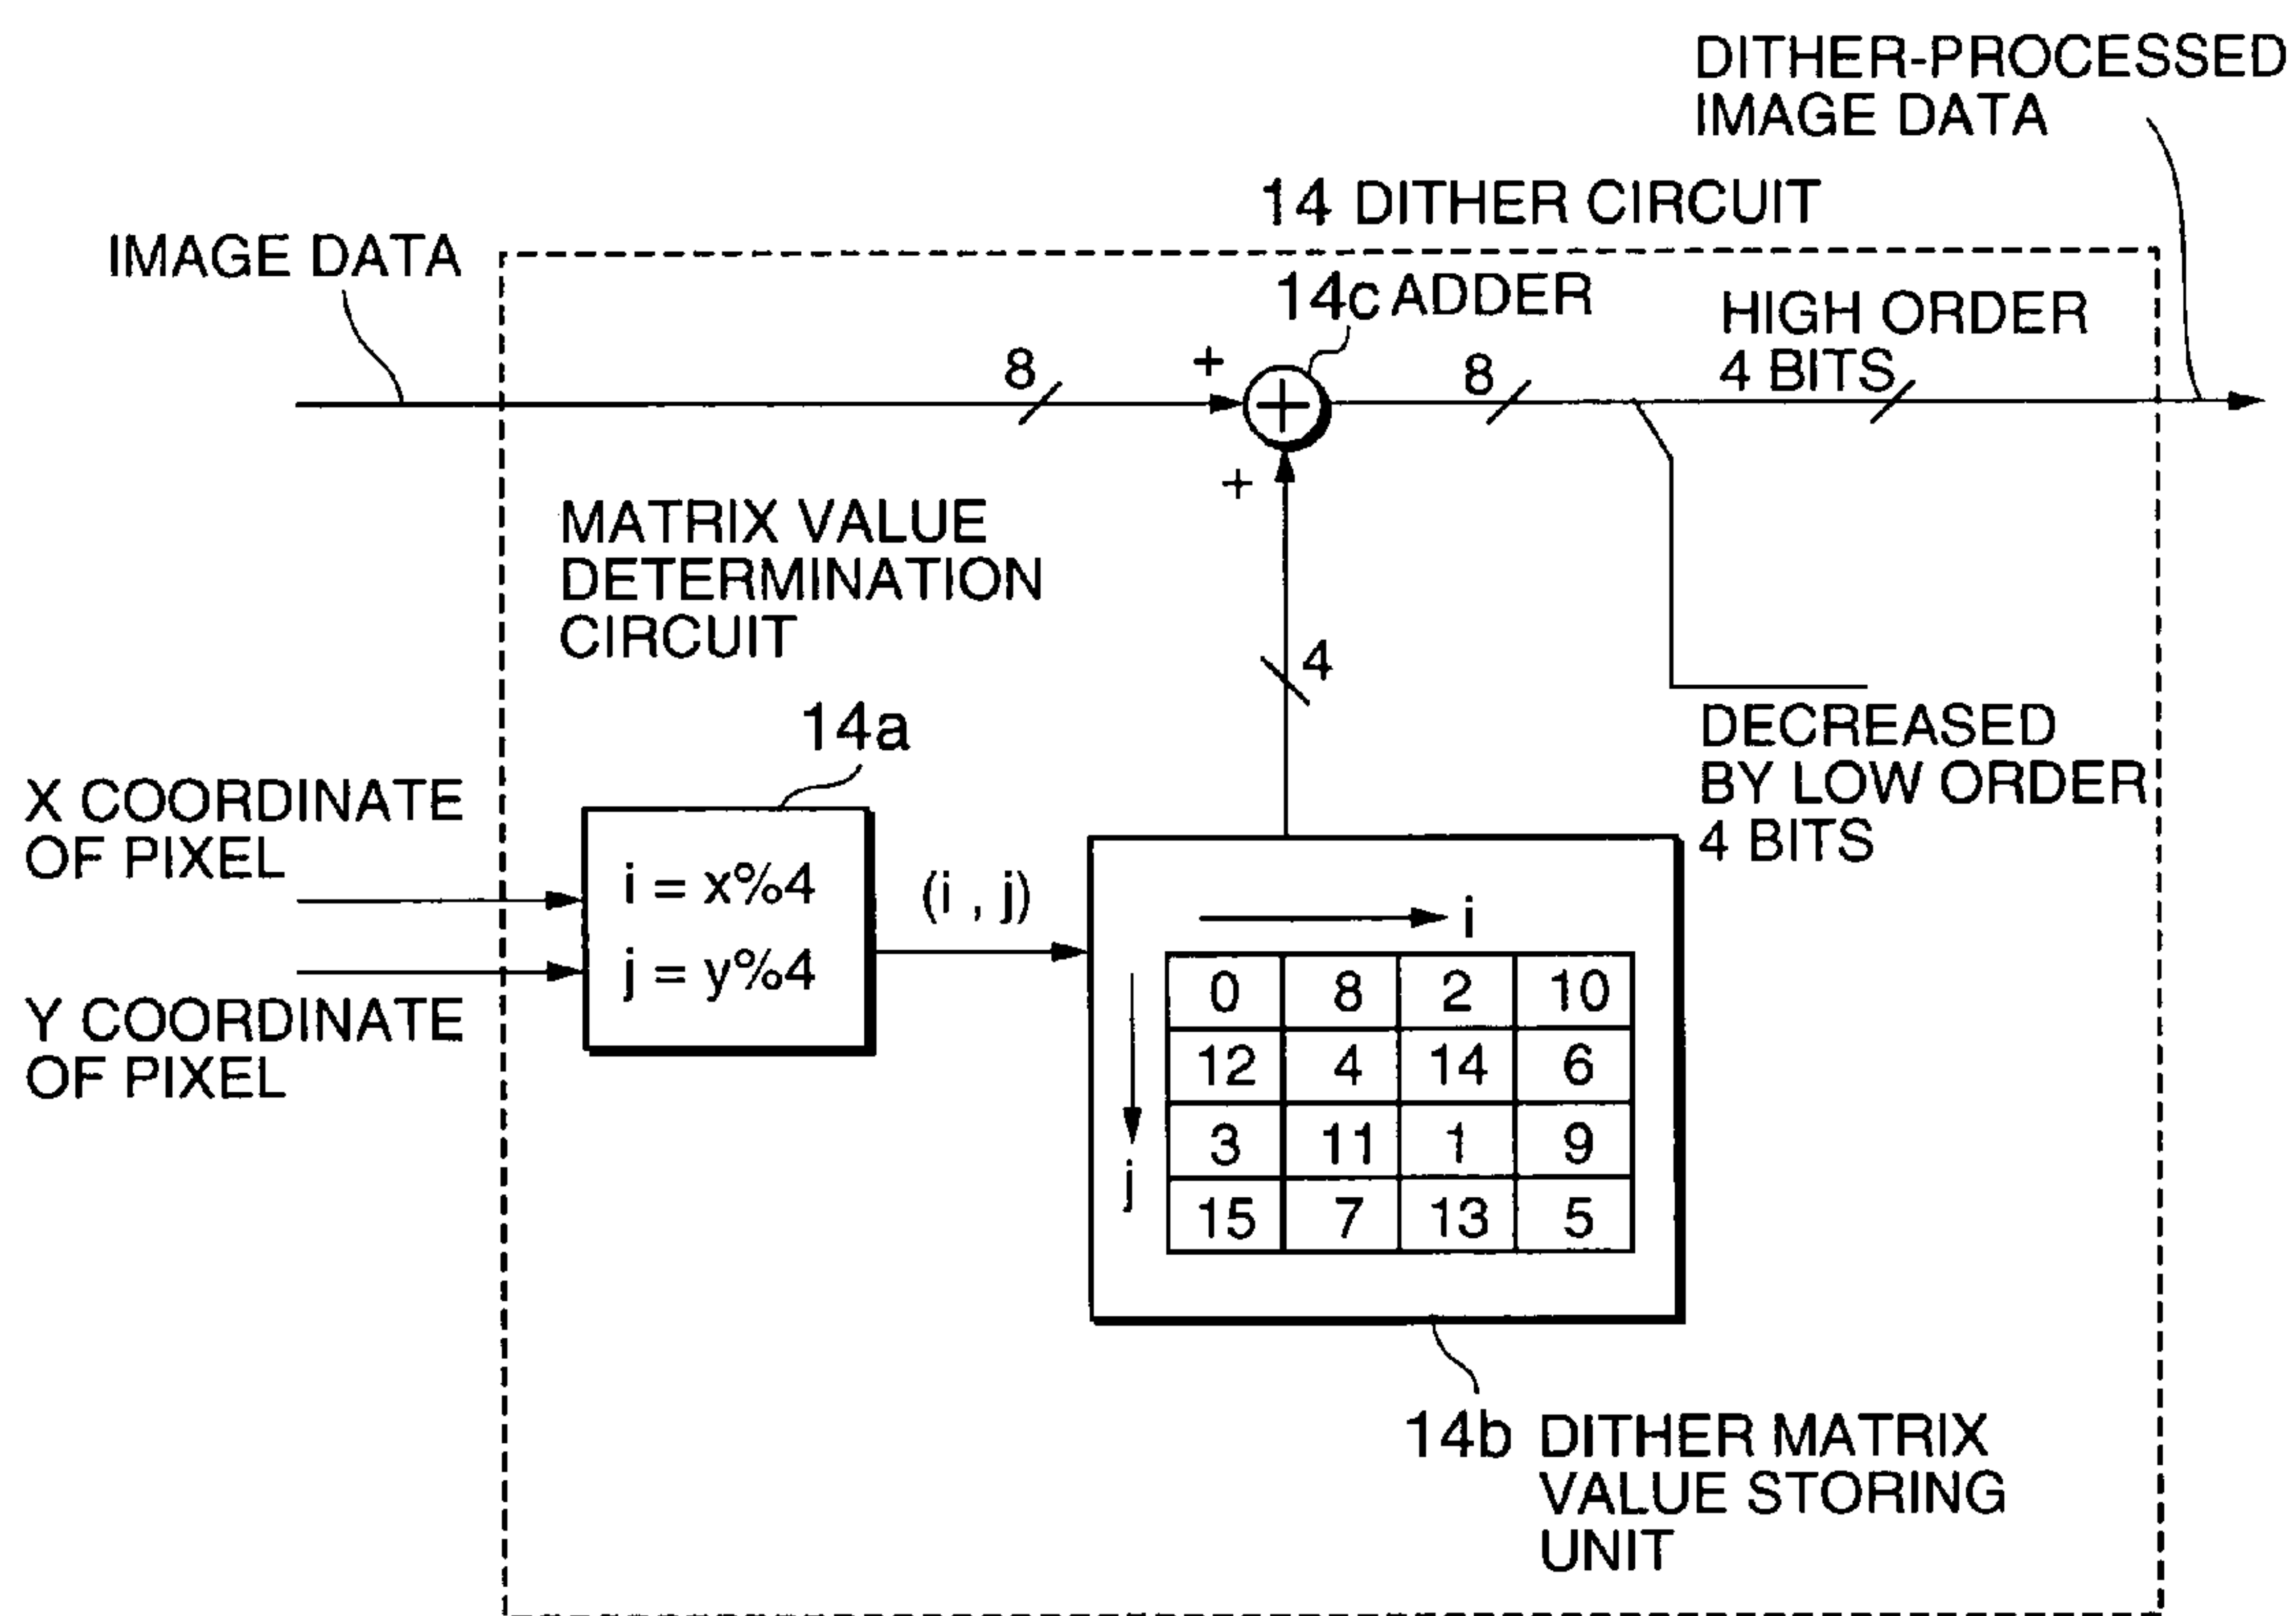 DITHER-PROCESSED
IMAGE DATA
14 DITHER CIRCUIT
IMAGE DATA
14c ADDER
HIGH ORDER
4 BITS
8
+
+
8
+
MATRIX VALUE
DETERMINATION
CIRCUIT
4
14a
DECREASED
BY LOW ORDER
4 BITS
X COORDINATE
OF PIXEL
i = x%4
j = y%4
(i , j)
Y COORDINATE
OF PIXEL
i
j
0 8 2 10
12 4 14 6
3 11 1 9
15 7 13 5
14b DITHER MATRIX
VALUE STORING
UNIT